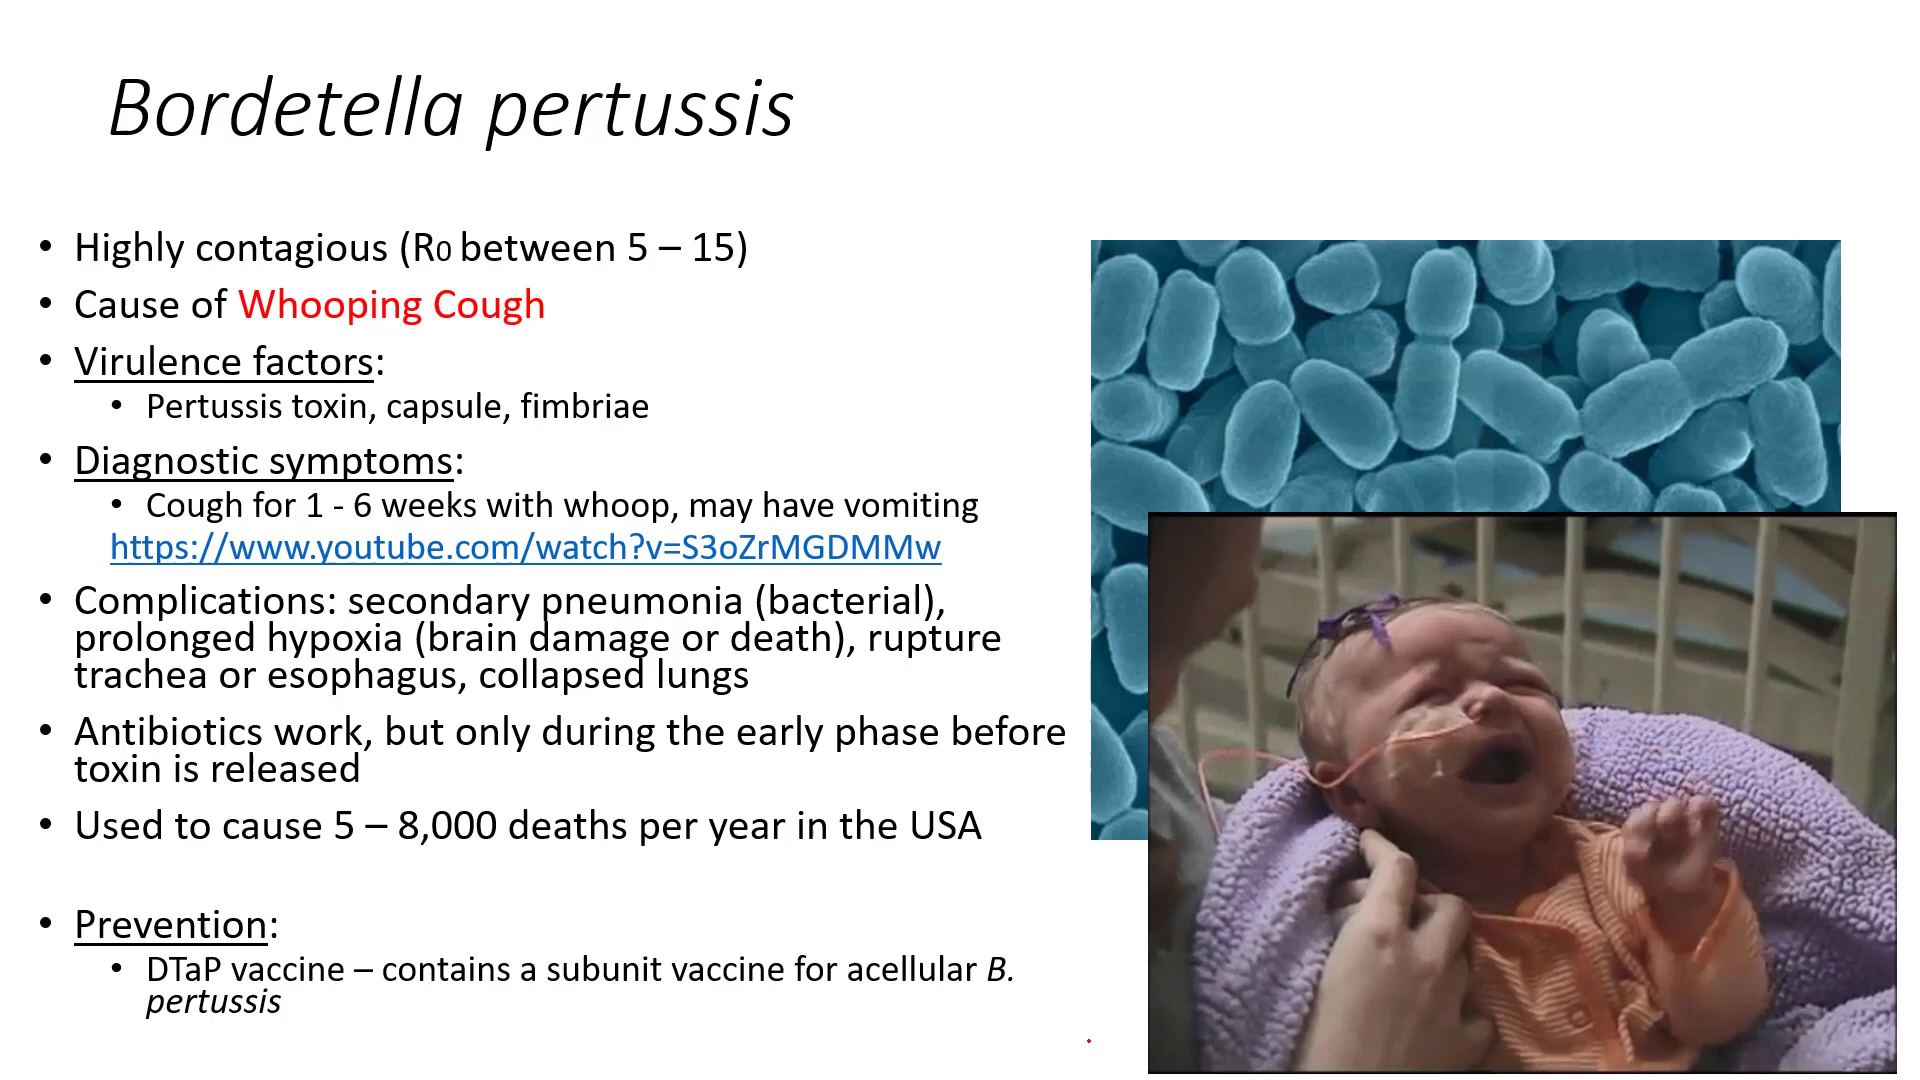 Bordetella pertussis
• Highly contagious (R0 between 5 – 15)
• Cause of Whooping Cough
• Virulence factors:
• Pertussis toxin, capsule, fimbriae
• Diagnostic symptoms:
• Cough for 1 - 6 weeks with whoop, may have vomiting
https://www.youtube.com/watch?v=S3oZrMGDMMw
• Complications: secondary pneumonia (bacterial),
prolonged hypoxia (brain damage or death), rupture
trachea or esophagus, collapsed lungs
• Antibiotics work, but only during the early phase before
toxin is released
• Used to cause 5 – 8,000 deaths per year in the USA
• Prevention:
• DTaP vaccine – contains a subunit vaccine for acellular B.
pertussis